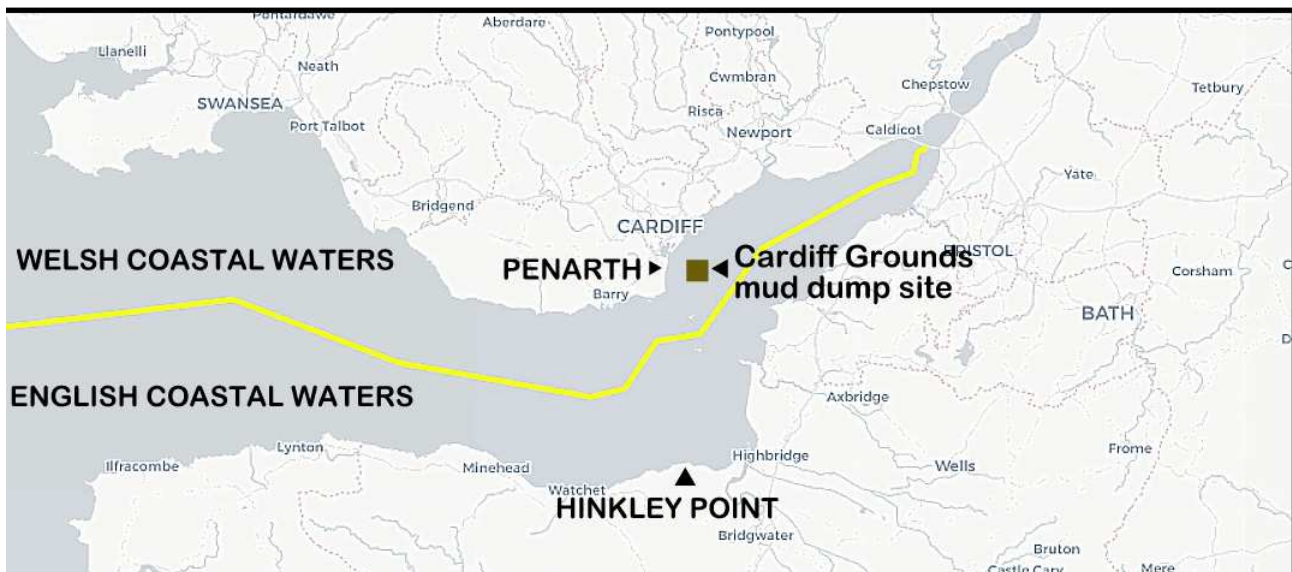 Pontardawe
Aberdare
Pontypool
Llanelli
Neath
Cwmbran
Chepstow
Tetbury
SWANSEA
Risca
Port Talbot
Newport
Caldicot
Yate
Bridgend
CARDIFF
WELSH COASTAL WATERS
PENARTH
Cardiff Grounds
mud dump site
BRISTOL
Corsham
Barry
BATH
ENGLISH COASTAL WATERS
Axbridge
Ilfracombe
Lynton
Minehead
Highbridge
Wells
Frome
Watchet
HINKLEY POINT
Bridgwater
Bruton
Castle Cary
Mere